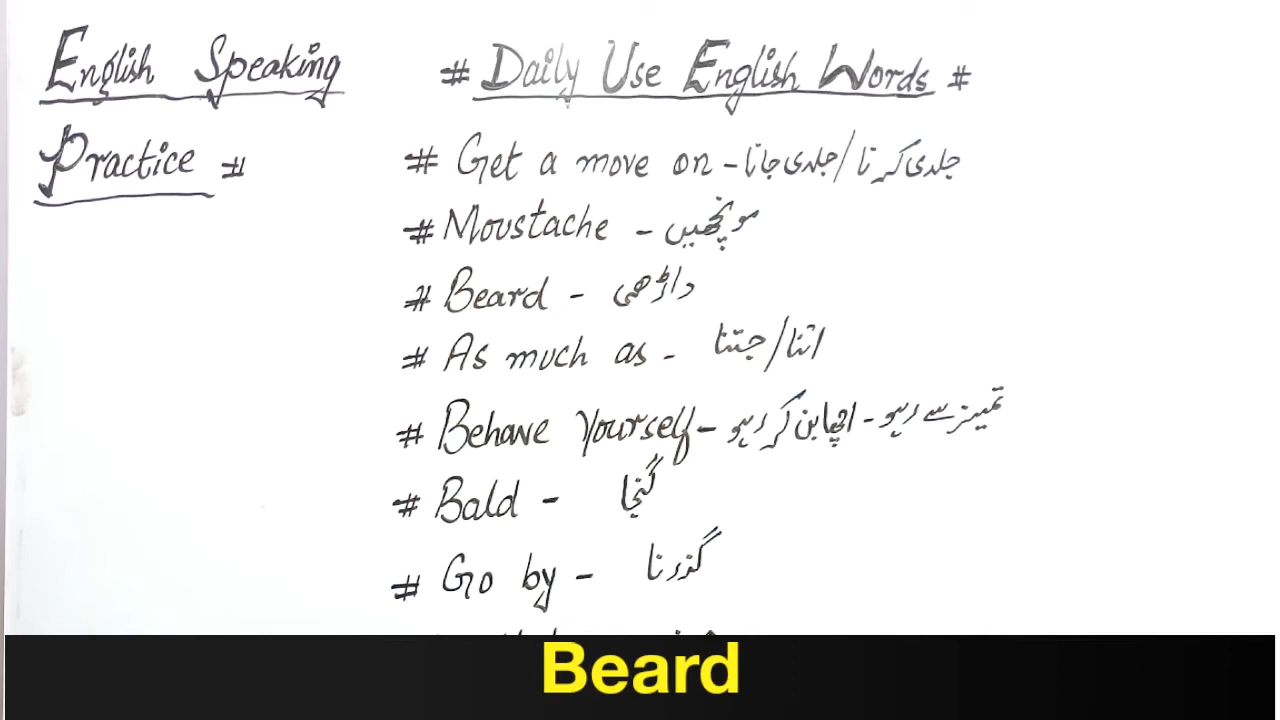 English Speaking
Practice #
# Daily Use English Words #
# Get a move on - جلدی کرنا/جلدی جانا
# Moustache - مونچھیں
# Beard - داڑھی
# As much as - اتنا/جتنا
# Behave Yourself - تمیز سے رہو - اچھا بن کر رہو
# Bald - گنجا
# Go by - گزرنا
Beard